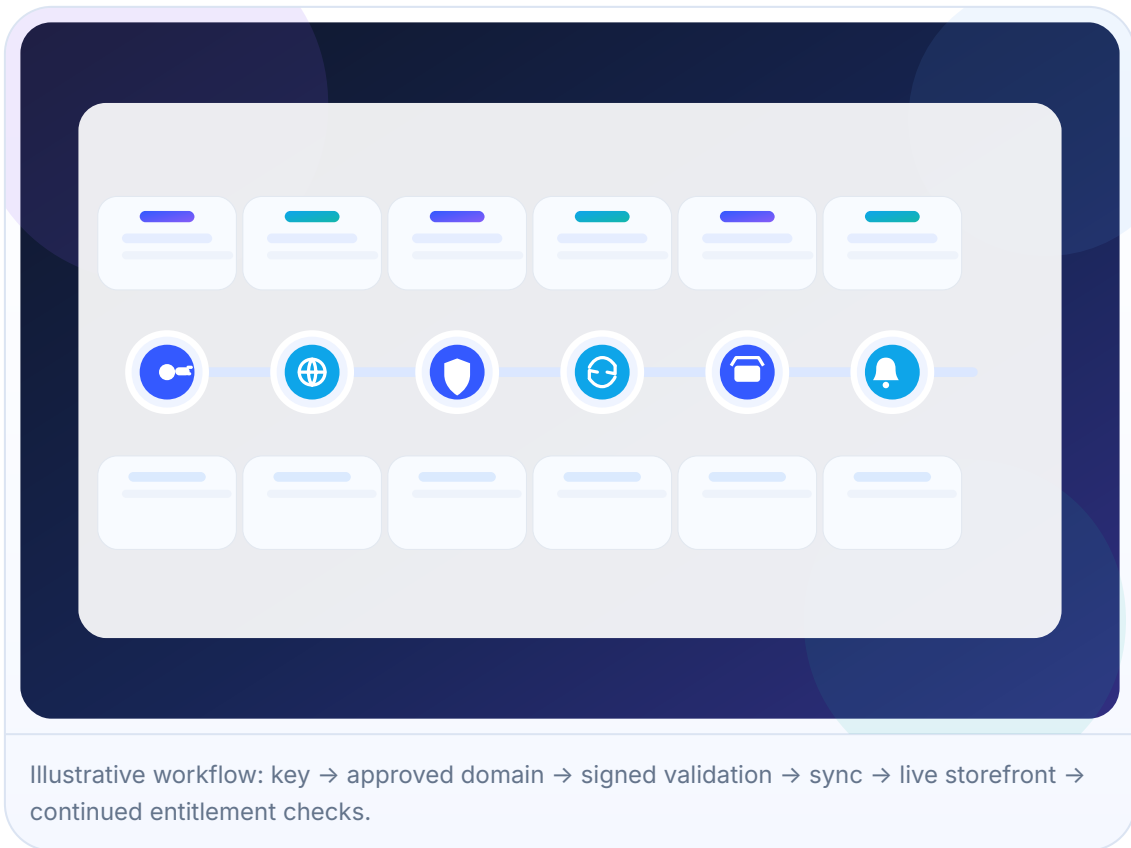 Illustrative workflow: key → approved domain → signed validation → sync → live storefront →
continued entitlement checks.